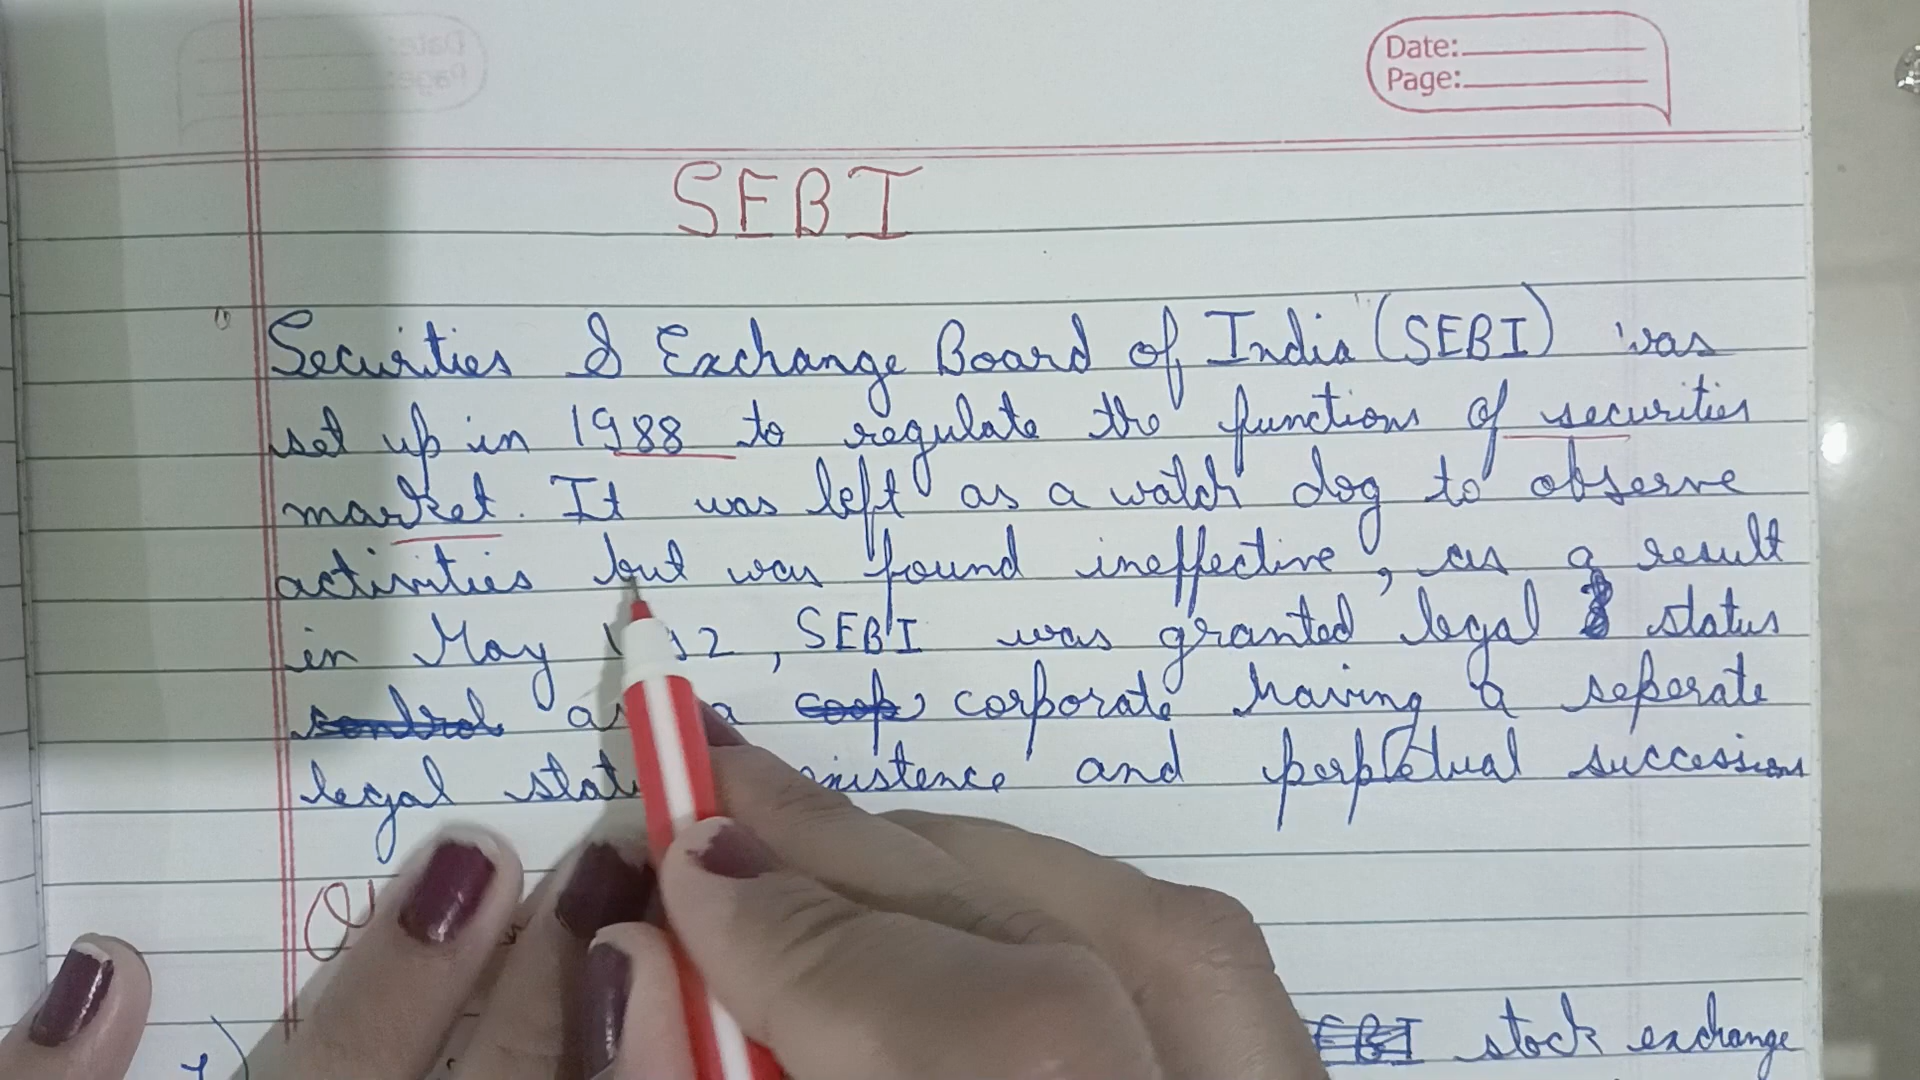 Date:
Page:
SEBI
Securities & Exchange Board of India (SEBI) was
set up in 1988 to regulate the functions of securities
market. It was left as a watch dog to observe
activities but was found ineffective, as a result
in May 2, SEBI was granted legal status
a corporate having a seperate
legal and perpetual succession
stock exchange